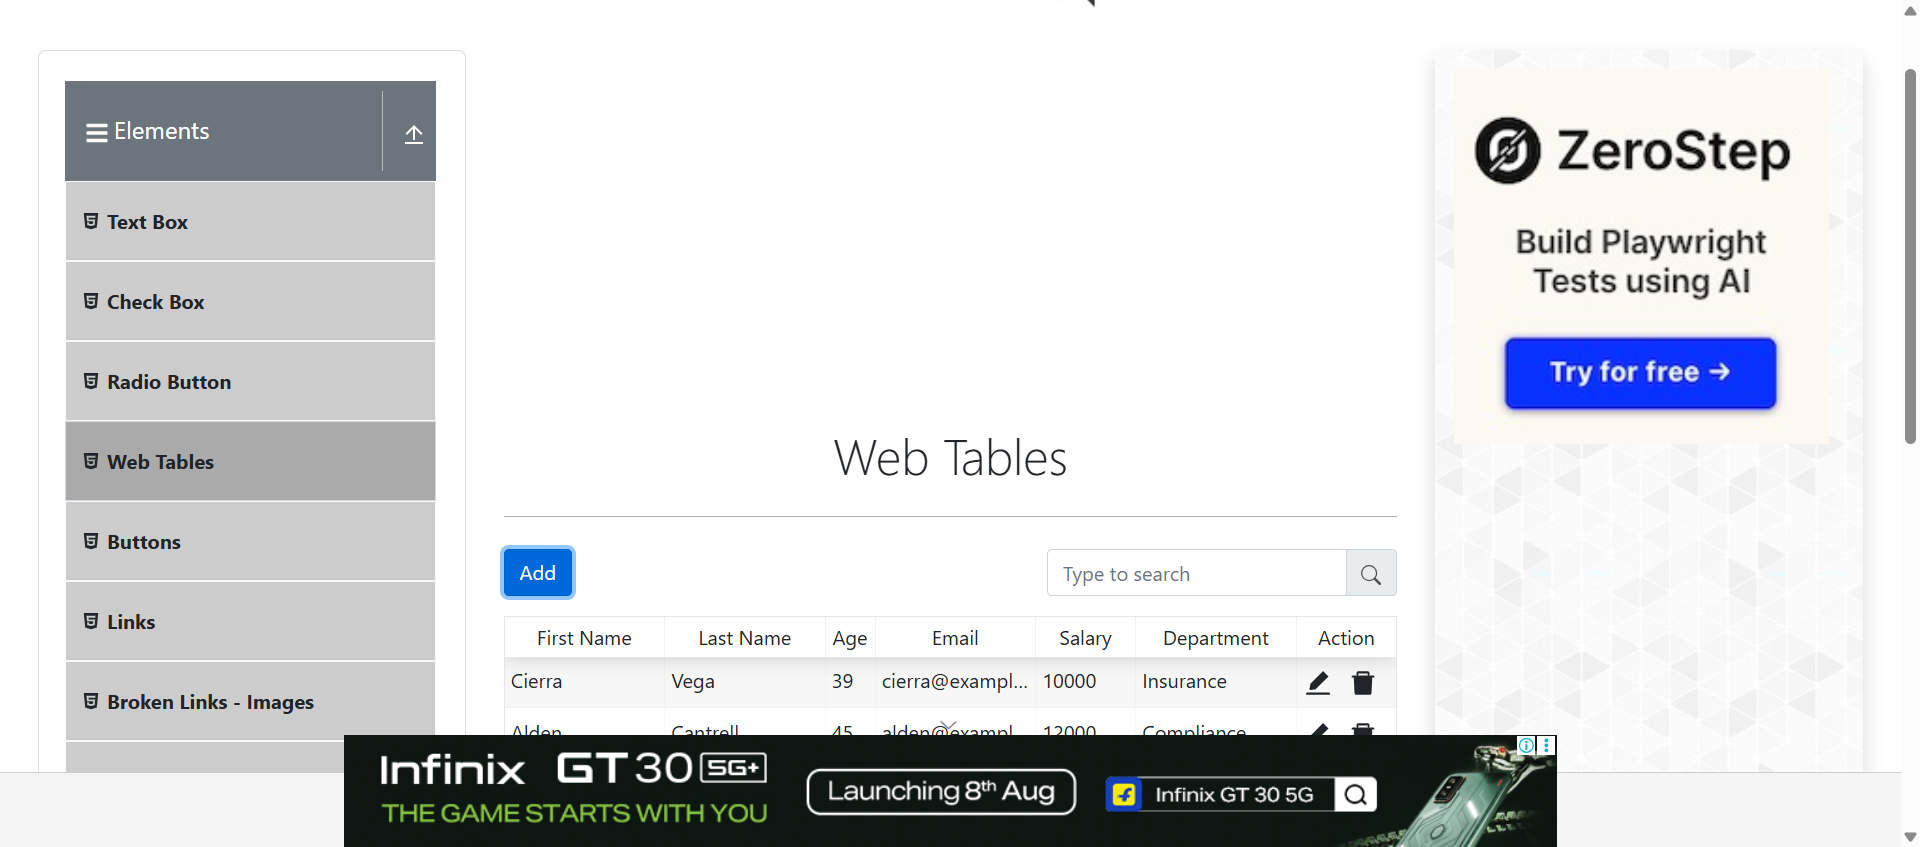 Elements
Text Box
Check Box
Radio Button
Web Tables
Buttons
Links
Broken Links - Images
Web Tables
Add
Type to search
First Name Last Name Age Email Salary Department Action
Cierra Vega 39 cierra@exampl... 10000 Insurance
Alden Cantrell 45 alden@exampl... 12000 Compliance
ZeroStep
Build Playwright
Tests using AI
Try for free →
Infinix GT 30 5G+
THE GAME STARTS WITH YOU
Launching 8th Aug
Infinix GT 30 5G